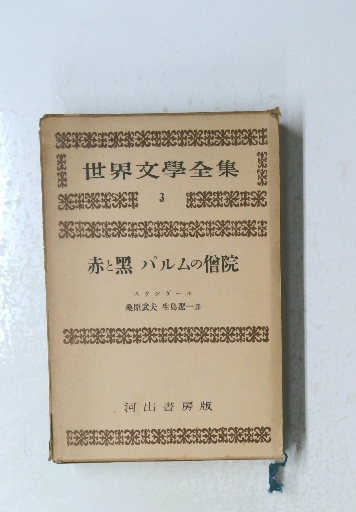 世界文學全集
3
赤と黒 パルムの僧院
スタンダール
桑原武夫 生島遼一譯
河出書房版